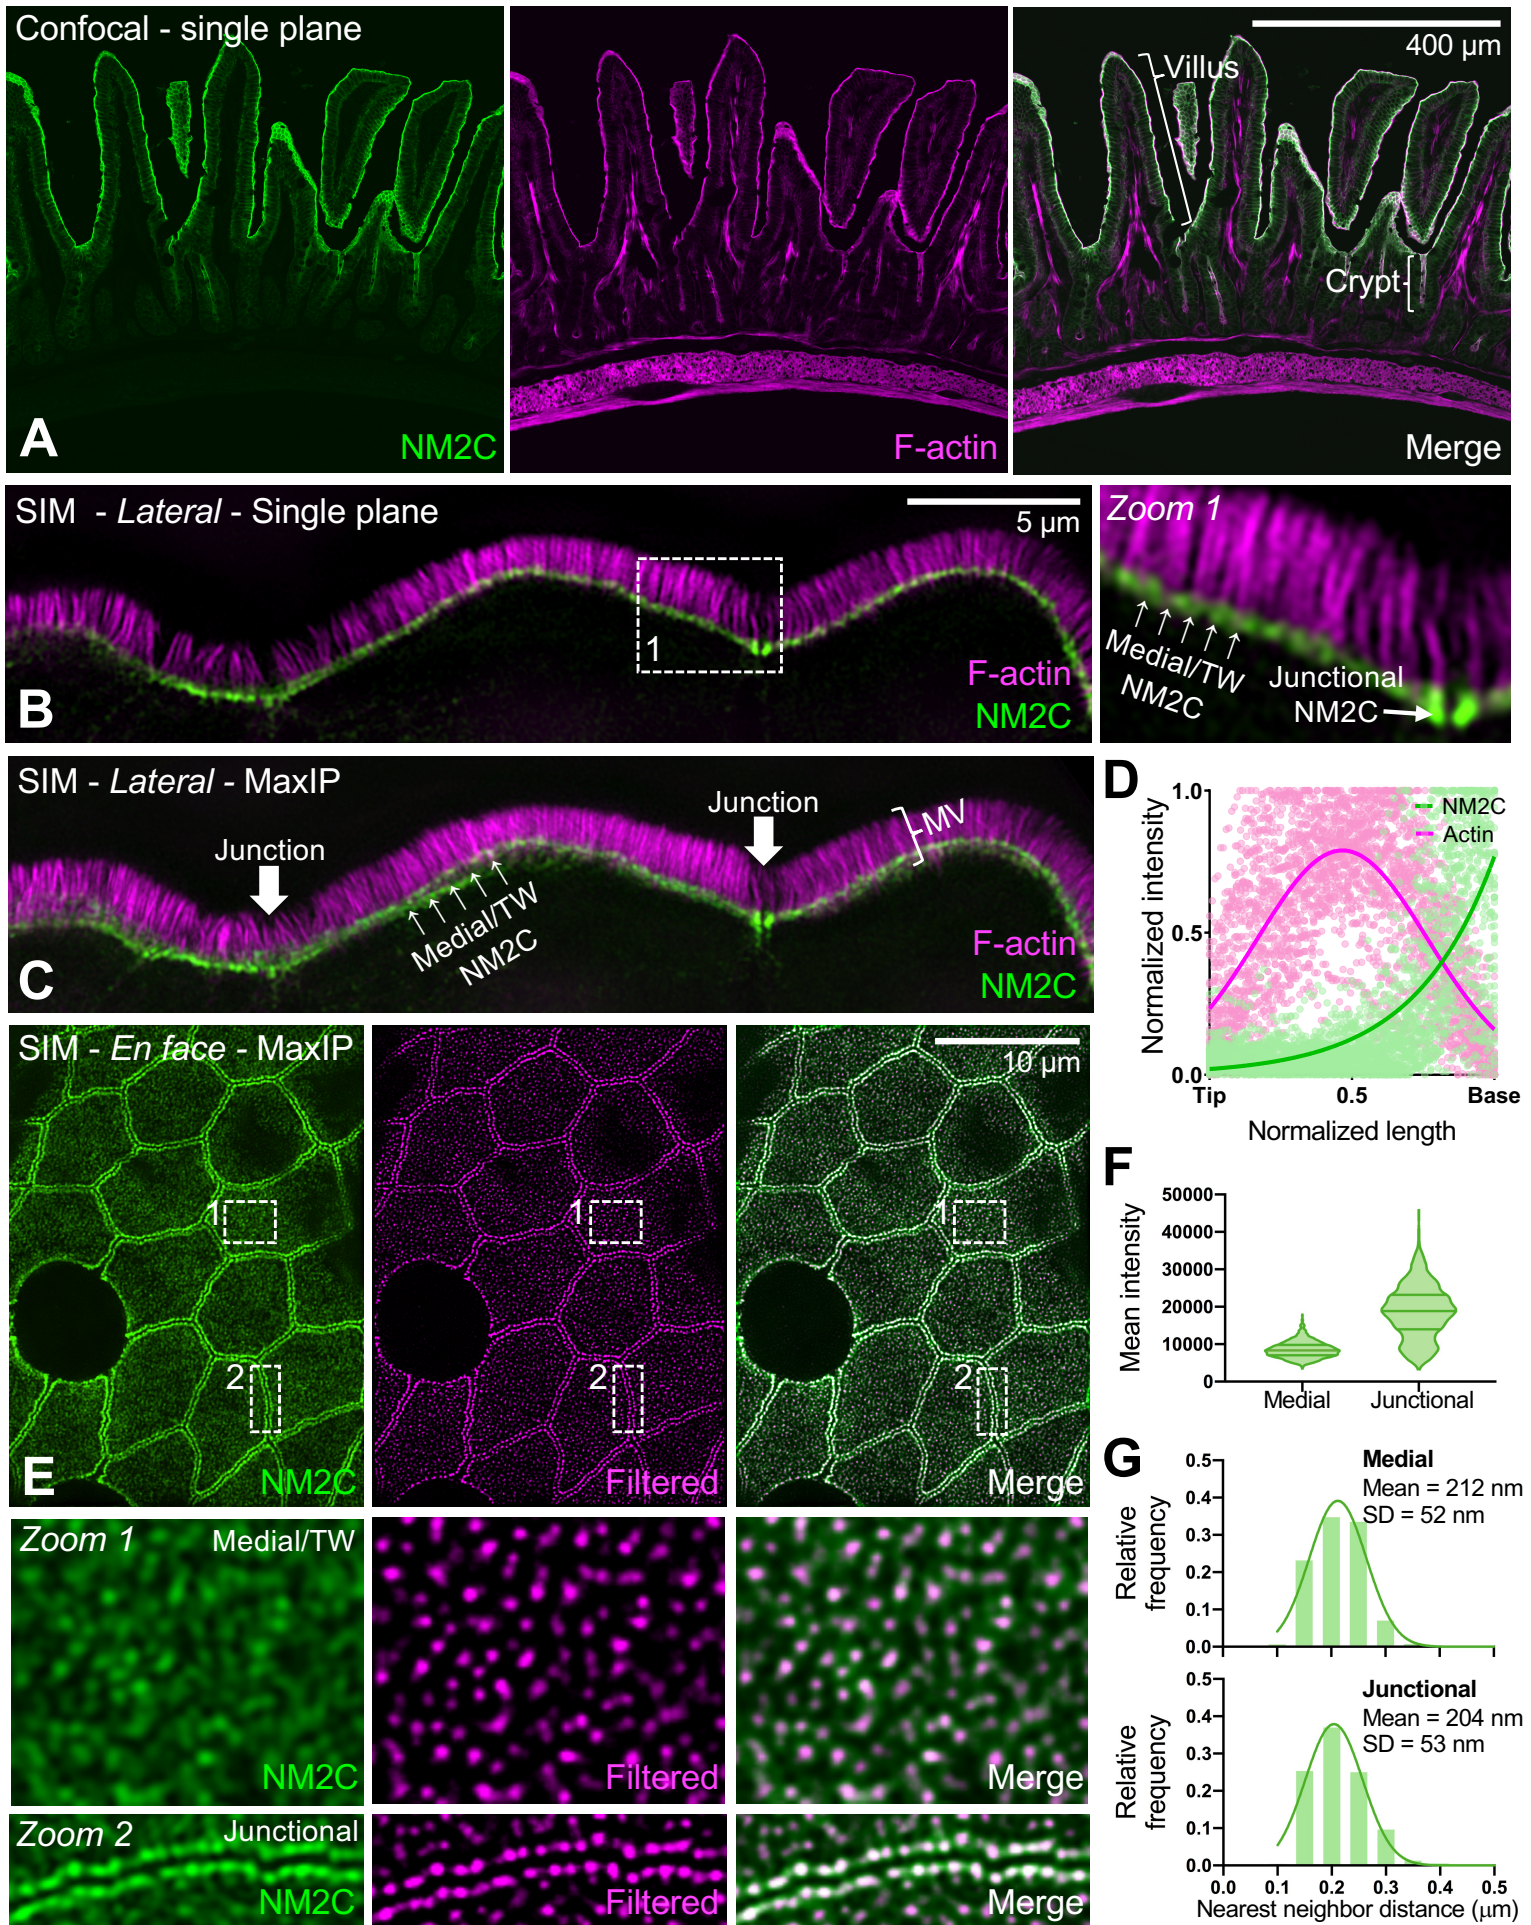 Confocal - single plane
400 µm
Villus
Crypt
A
NM2C
F-actin
Merge
SIM - Lateral - Single plane
5 µm
1
F-actin
NM2C
B
Zoom 1
Medial/TW
NM2C
Junctional
NM2C
SIM - Lateral - MaxIP
Junction
Junction
MV
Medial/TW
NM2C
F-actin
NM2C
C
D
1.0
0.5
0.0
Normalized intensity
NM2C
Actin
Tip
0.5
Base
Normalized length
SIM - En face - MaxIP
10 µm
1
1
1
2
2
2
E
NM2C
Filtered
Merge
F
50000
40000
30000
20000
10000
0
Mean intensity
Medial
Junctional
Zoom 1
Medial/TW
NM2C
Filtered
Merge
Zoom 2
Junctional
NM2C
Filtered
Merge
G
0.5
0.4
0.3
0.2
0.1
0.0
Relative
frequency
Medial
Mean = 212 nm
SD = 52 nm
0.5
0.4
0.3
0.2
0.1
0.0
Relative
frequency
Junctional
Mean = 204 nm
SD = 53 nm
0.0
0.1
0.2
0.3
0.4
0.5
Nearest neighbor distance (µm)